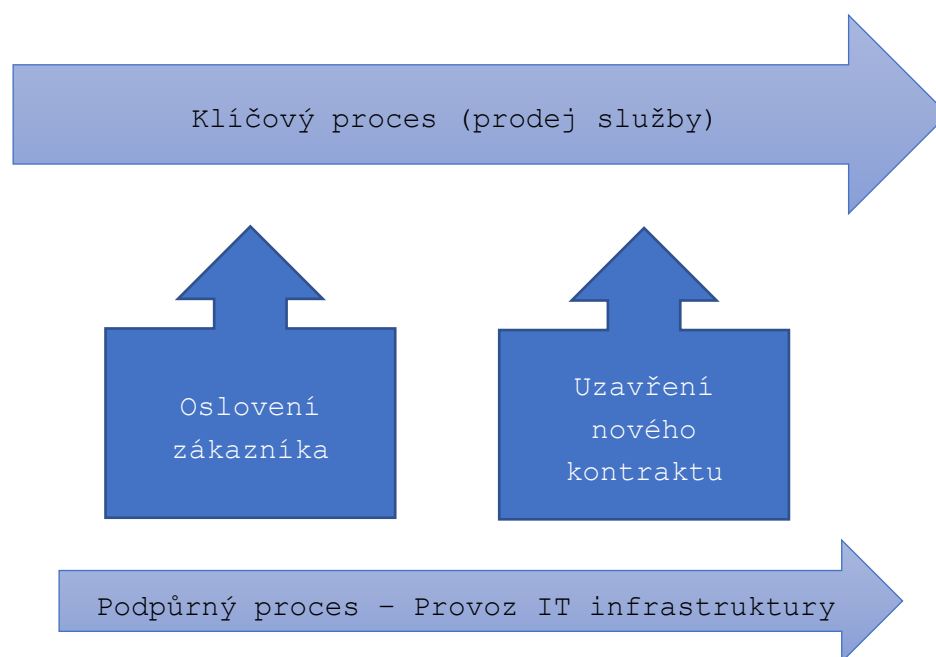 Klíčový proces (prodej služby)
Oslovení
zákazníka
Uzavření
nového
kontraktu
Podpůrný proces – Provoz IT infrastruktury